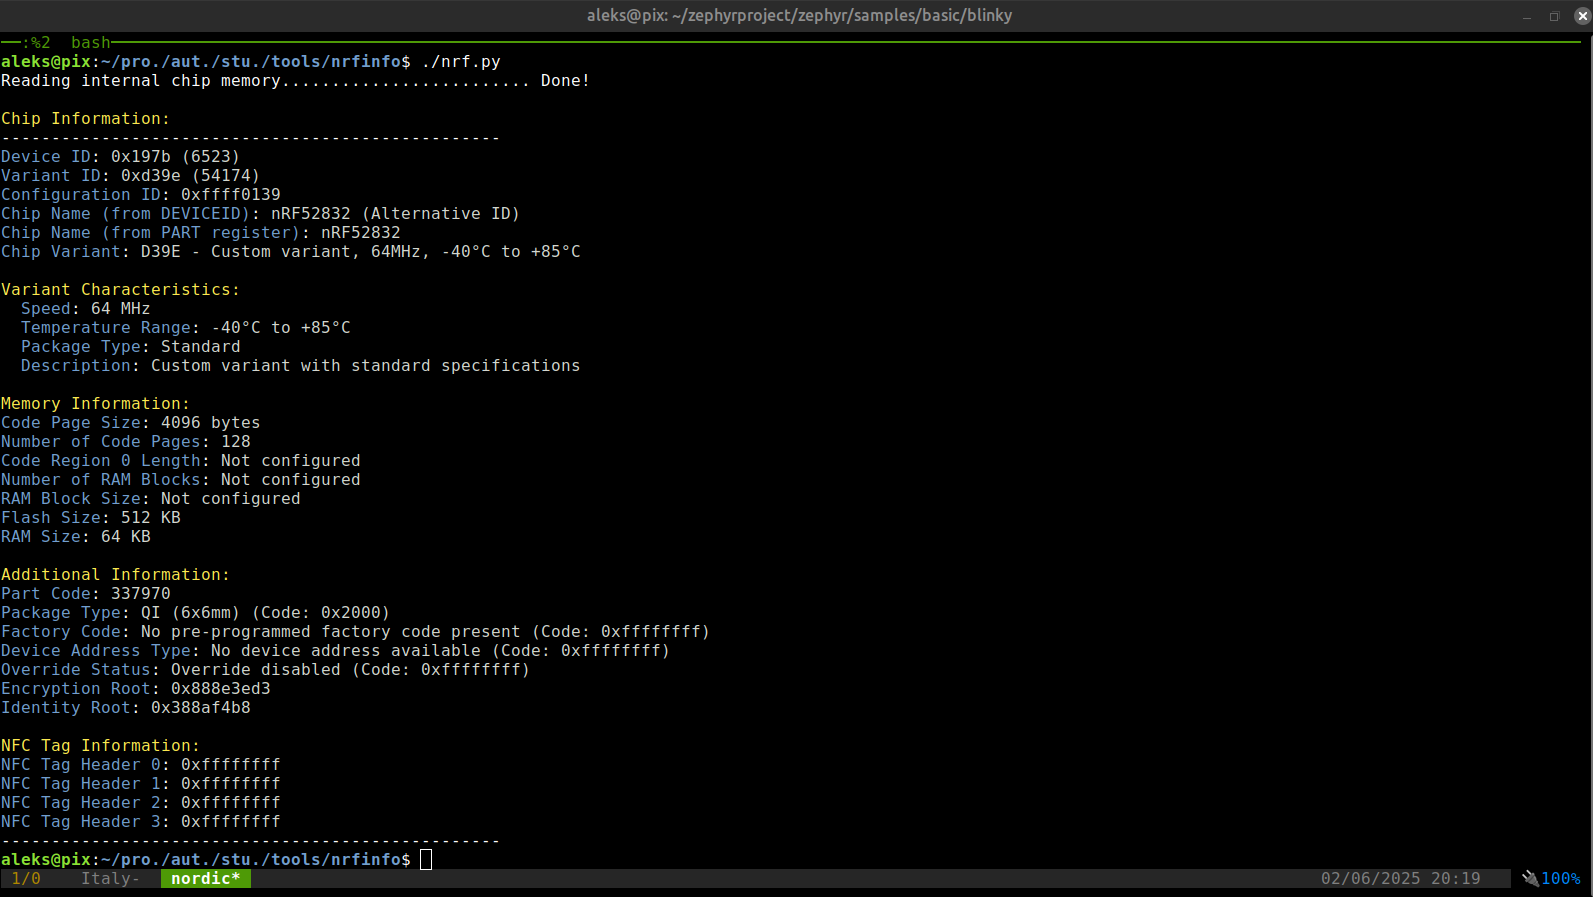 aleks@pix: ~/zephyrproject/zephyr/samples/basic/blinky
——:%2  bash
aleks@pix:~/pro./aut./stu./tools/nrfinfo$ ./nrf.py
Reading internal chip memory......................... Done!
Chip Information:
--------------------------------------------------
Device ID: 0x197b (6523)
Variant ID: 0xd39e (54174)
Configuration ID: 0xffff0139
Chip Name (from DEVICEID): nRF52832 (Alternative ID)
Chip Name (from PART register): nRF52832
Chip Variant: D39E - Custom variant, 64MHz, -40°C to +85°C
Variant Characteristics:
  Speed: 64 MHz
  Temperature Range: -40°C to +85°C
  Package Type: Standard
  Description: Custom variant with standard specifications
Memory Information:
Code Page Size: 4096 bytes
Number of Code Pages: 128
Code Region 0 Length: Not configured
Number of RAM Blocks: Not configured
RAM Block Size: Not configured
Flash Size: 512 KB
RAM Size: 64 KB
Additional Information:
Part Code: 337970
Package Type: QI (6x6mm) (Code: 0x2000)
Factory Code: No pre-programmed factory code present (Code: 0xffffffff)
Device Address Type: No device address available (Code: 0xffffffff)
Override Status: Override disabled (Code: 0xffffffff)
Encryption Root: 0x888e3ed3
Identity Root: 0x388af4b8
NFC Tag Information:
NFC Tag Header 0: 0xffffffff
NFC Tag Header 1: 0xffffffff
NFC Tag Header 2: 0xffffffff
NFC Tag Header 3: 0xffffffff
--------------------------------------------------
aleks@pix:~/pro./aut./stu./tools/nrfinfo$
1/0    Italy-   nordic*   02/06/2025 20:19   🔌100%